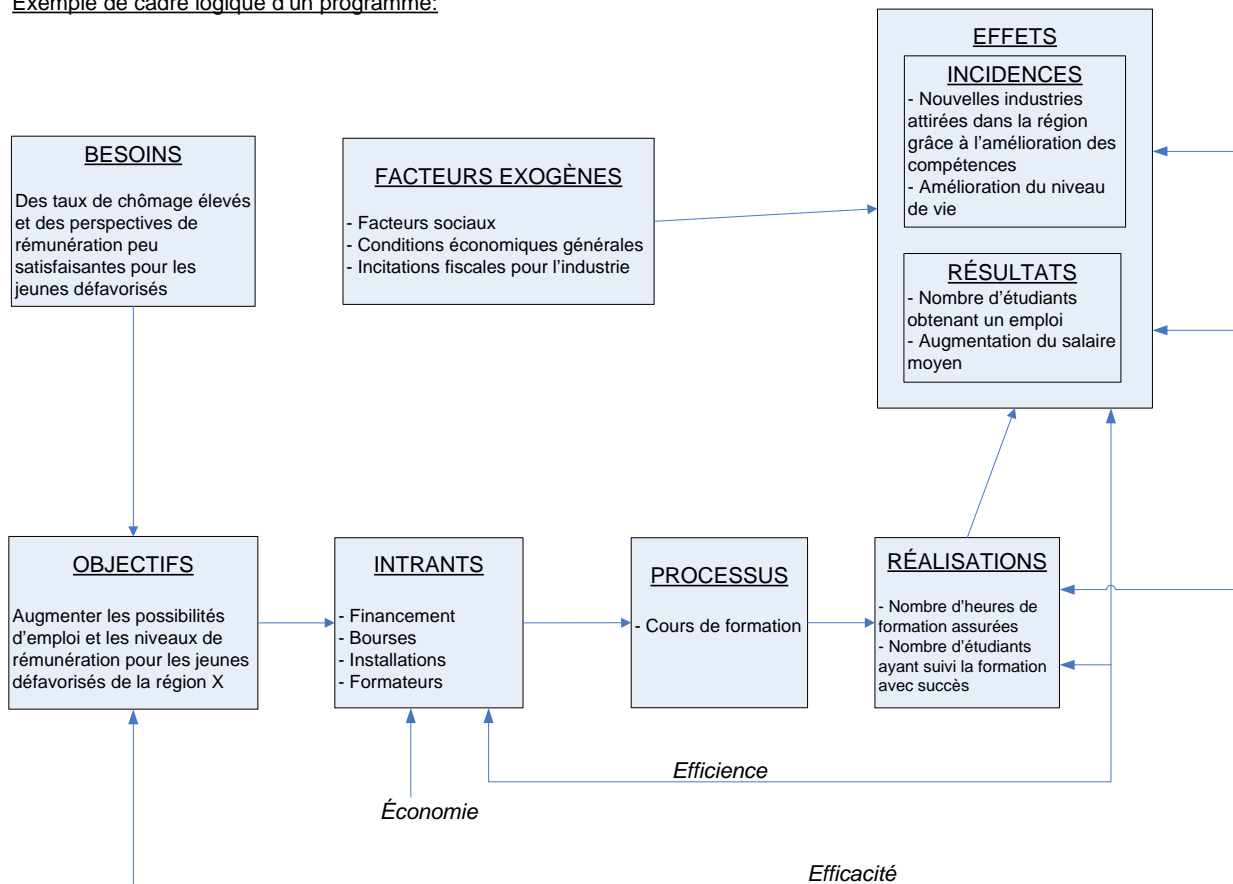 Exemple de cadre logique d'un programme:
EFFETS
INCIDENCES
- Nouvelles industries
attirées dans la région
grâce à l'amélioration des
compétences
- Amélioration du niveau
de vie
RÉSULTATS
- Nombre d'étudiants
obtenant un emploi
- Augmentation du salaire
moyen
BESOINS
Des taux de chômage élevés
et des perspectives de
rémunération peu
satisfaisantes pour les
jeunes défavorisés
FACTEURS EXOGÈNES
- Facteurs sociaux
- Conditions économiques générales
- Incitations fiscales pour l'industrie
OBJECTIFS
Augmenter les possibilités
d'emploi et les niveaux de
rémunération pour les jeunes
défavorisés de la région X
INTRANTS
- Financement
- Bourses
- Installations
- Formateurs
PROCESSUS
- Cours de formation
RÉALISATIONS
- Nombre d'heures de
formation assurées
- Nombre d'étudiants
ayant suivi la formation
avec succès
Efficience
Économie
Efficacité